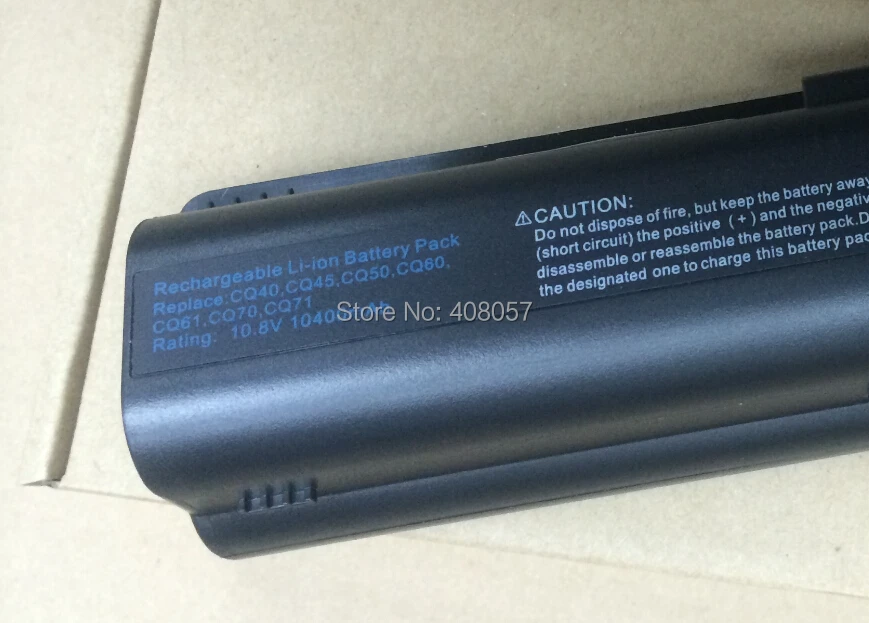 Rechargeable Li-ion Battery Pack
Replace:CQ40,CQ45,CQ50,CQ60,
CQ61,CQ70,CQ71
Rating: 10.8V 10400
⚠CAUTION:
Do not dispose of fire, but keep the battery away
(short circuit) the positive (+) and the negative
disassemble or reassemble the battery pack.D
the designated one to charge this battery pac
Store No: 408057